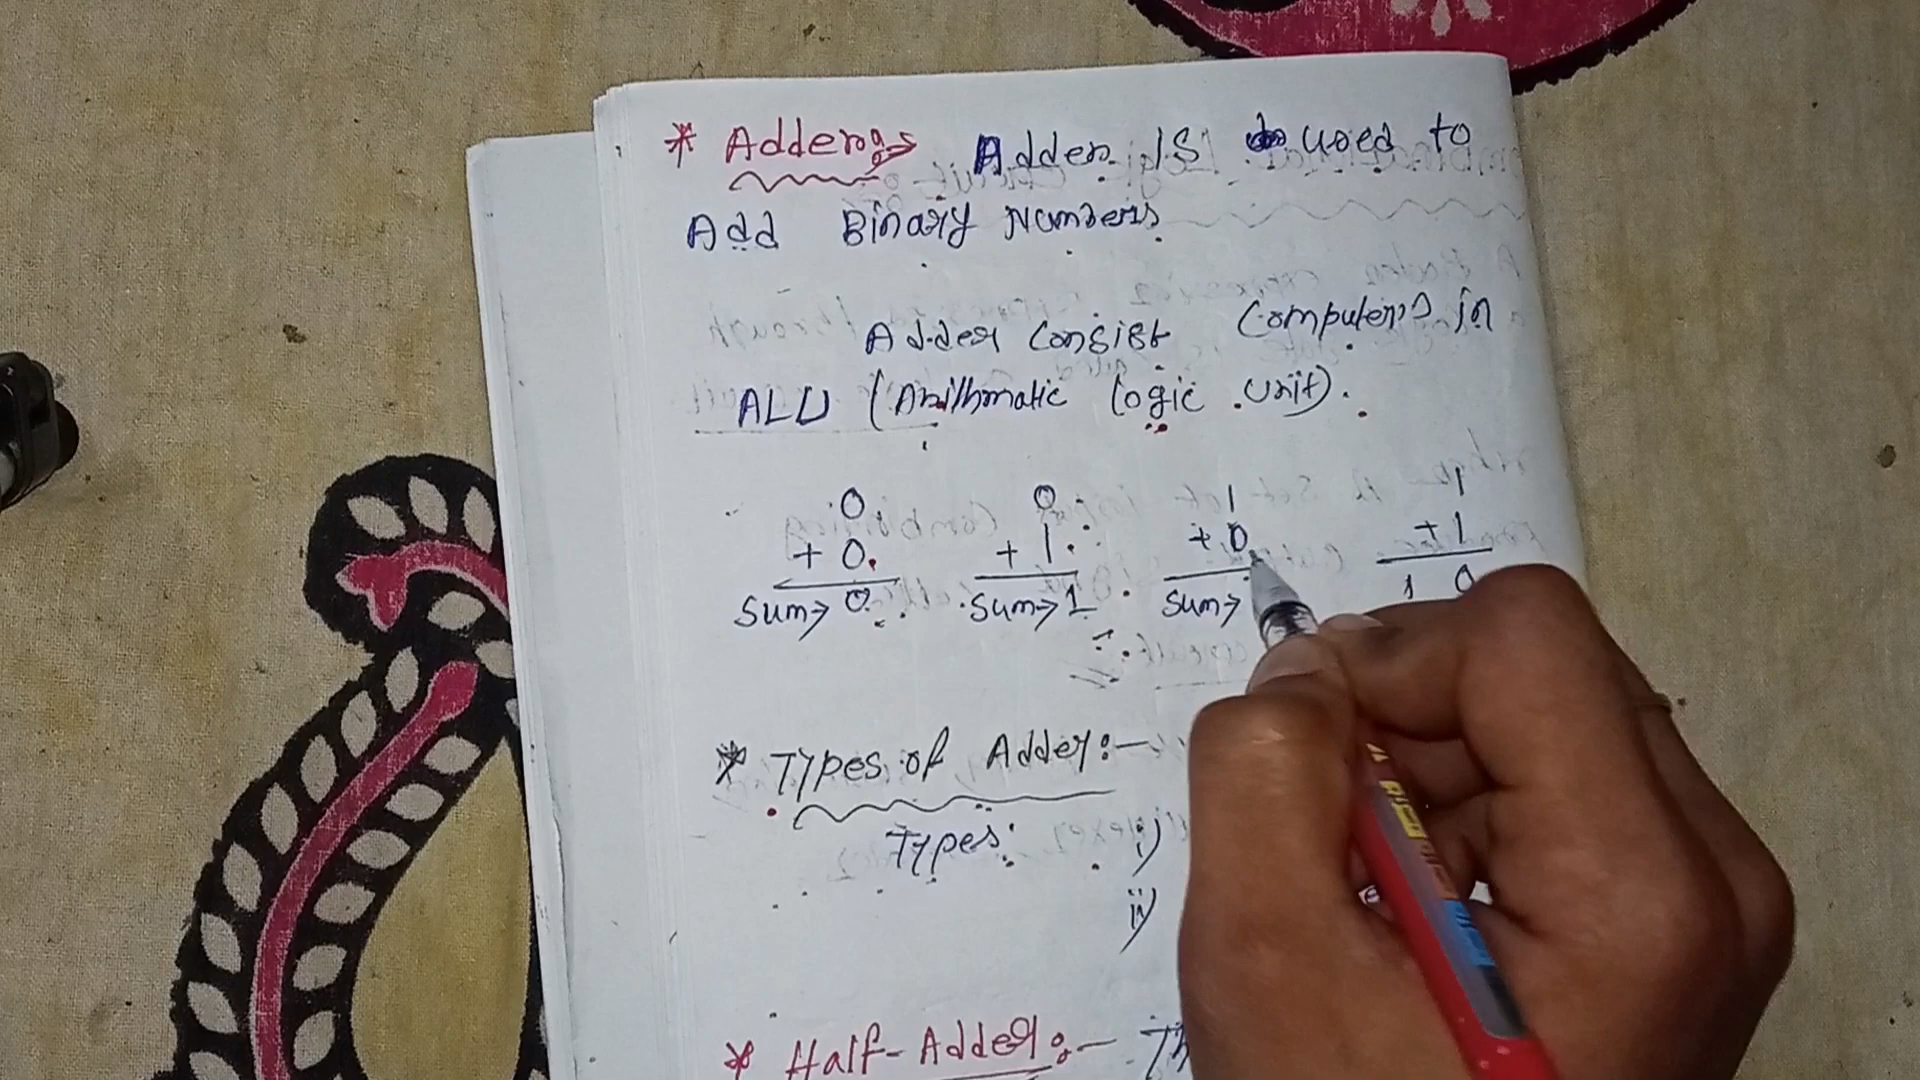 * Adder:→ Adder is used to
Add Binary Numbers
Adder Consist Computers in
ALU (Arithmatic Logic Unit).
0 0 1 1
+ 0 + 1 + 0 + 1
Sum→ 0 Sum→ 1 Sum→ 1 0
* Types of Adder:-
Types: i)
ii)
* Half-Adder:-